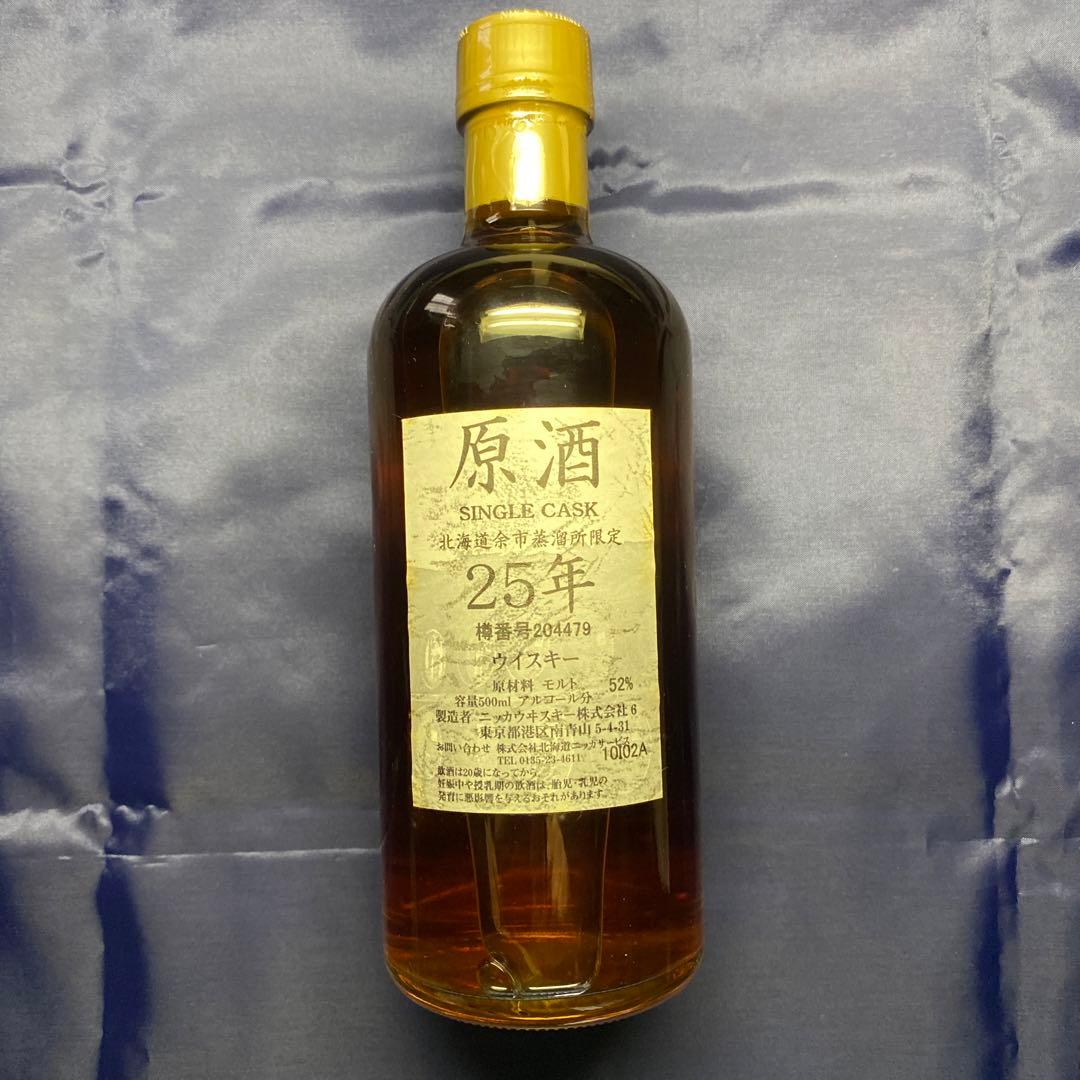 原酒
SINGLE CASK
北海道余市蒸溜所限定
25年
樽番号204479
ウイスキー
原材料 モルト 52%
容量500ml アルコール分
製造者 ニッカウヰスキー株式会社6
東京都港区南青山5-4-31
お問い合わせ 株式会社北海道ニッカサービス
TEL 0135-23-4611 10I02A
飲酒は20歳になってから。
妊娠中や授乳期の飲酒は、胎児・乳児の
発育に悪影響を与えるおそれがあります。